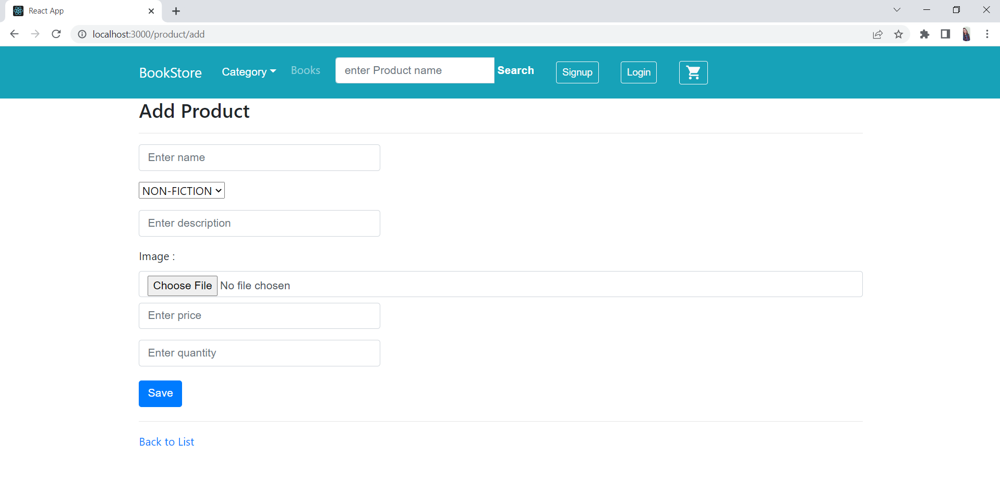 React App
localhost:3000/product/add
BookStore Category Books enter Product name Search Signup Login
Add Product
Enter name
NON-FICTION
Enter description
Image :
Choose File No file chosen
Enter price
Enter quantity
Save
Back to List